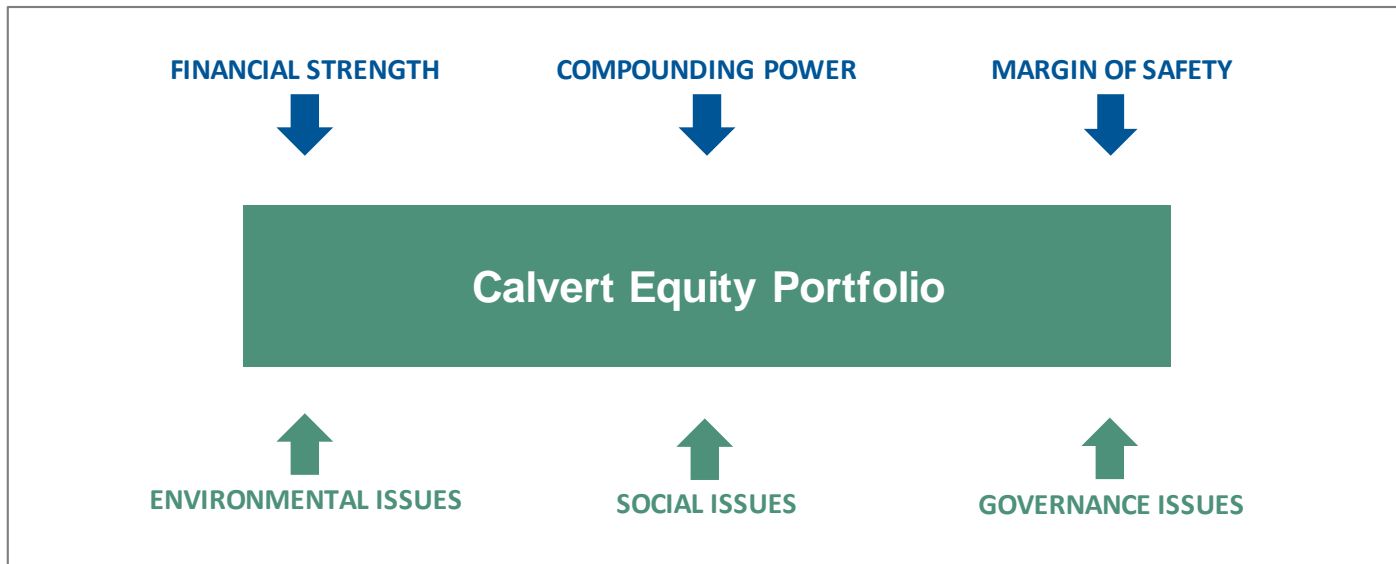 FINANCIAL STRENGTH
COMPOUNDING POWER
MARGIN OF SAFETY
Calvert Equity Portfolio
ENVIRONMENTAL ISSUES
SOCIAL ISSUES
GOVERNANCE ISSUES